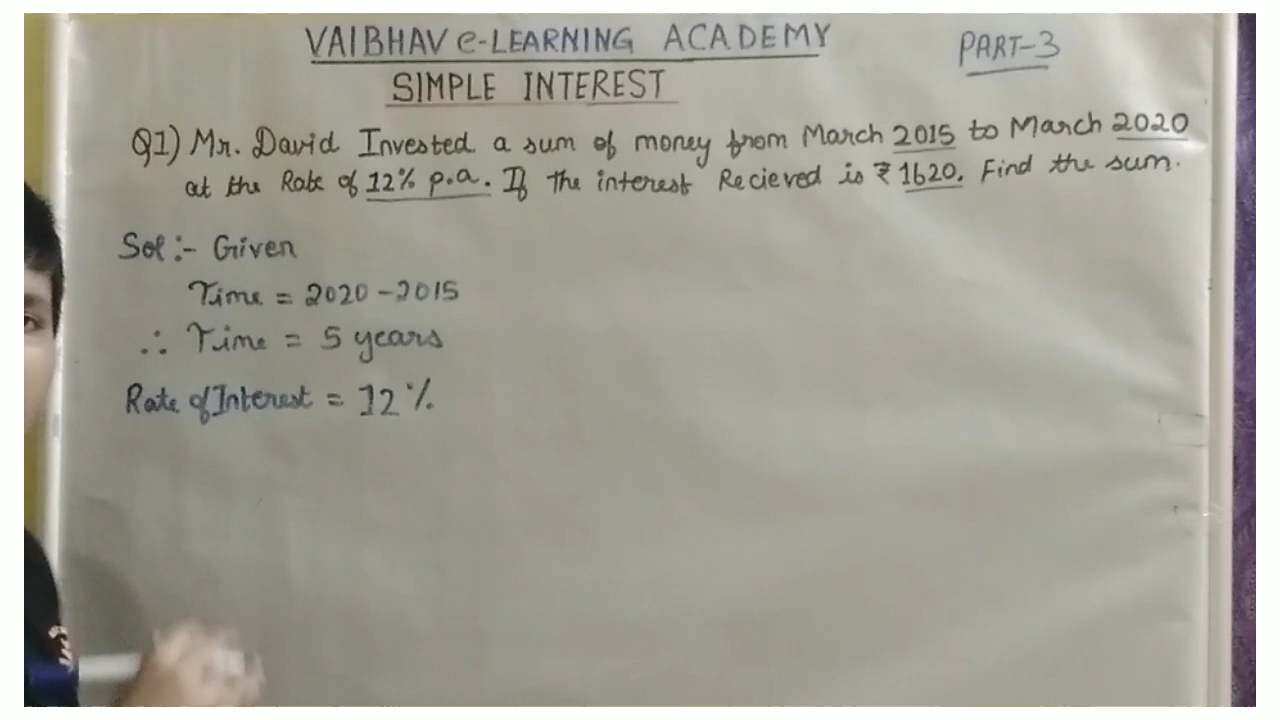 VAIBHAV e-LEARNING ACADEMY
PART-3
SIMPLE INTEREST
Q1) Mr. David Invested a sum of money from March 2015 to March 2020
at the Rate of 12% p.a. If the interest Recieved is ₹ 1620. Find the sum.
Sol:- Given
Time = 2020 - 2015
∴ Time = 5 years
Rate of Interest = 12%